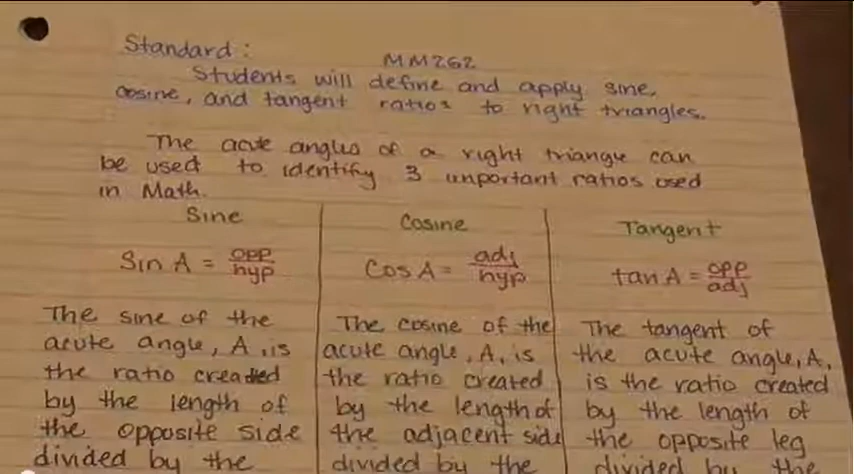 Standard:
MM2G2
Students will define and apply sine,
cosine, and tangent ratios to right triangles.
The acute angles of a right triangle can
be used to identify 3 important ratios used
in Math.
Sine
Sin A = opp/hyp
The sine of the
acute angle, A, is
the ratio created
by the length of
the opposite side
divided by the
Cosine
Cos A = adj/hyp
The cosine of the
acute angle, A, is
the ratio created
by the length of
the adjacent side
divided by the
Tangent
tan A = opp/adj
The tangent of
the acute angle, A,
is the ratio created
by the length of
the opposite leg
divided by the